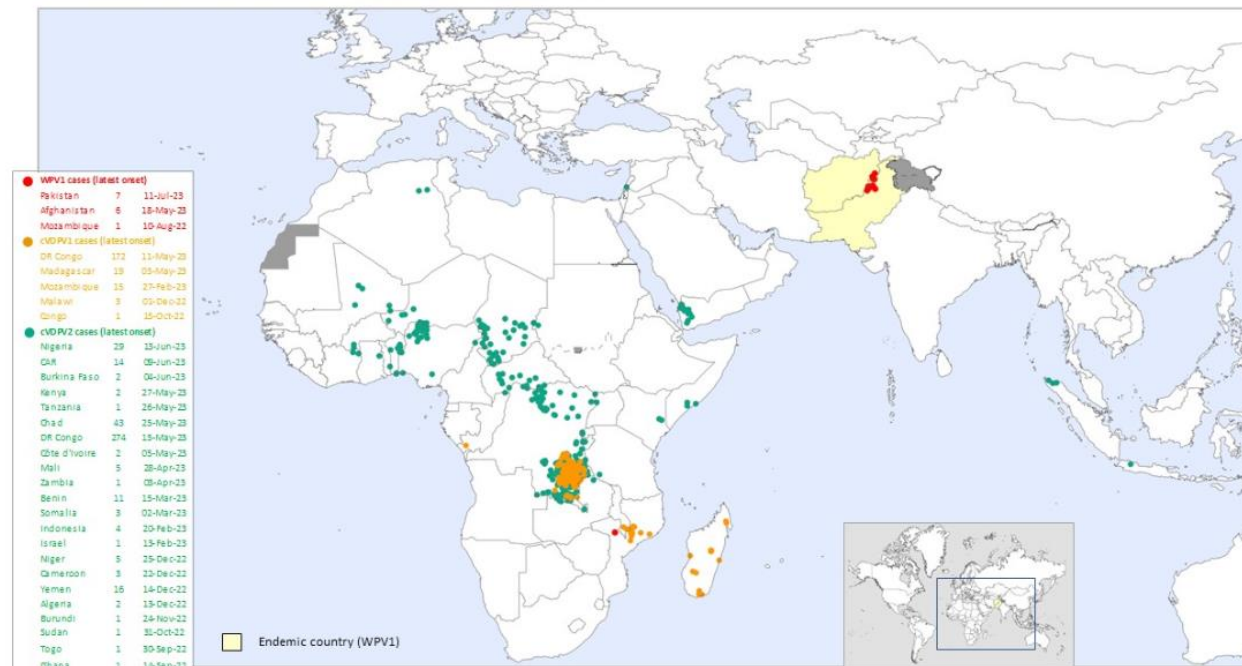 WPV1 cases (latest onset)
Pakistan 7 11-Jul-23
Afghanistan 6 18-May-23
Mozambique 1 10-Aug-22
cVDPV1 cases (latest onset)
DR Congo 172 11-May-23
Madagascar 19 03-May-23
Mozambique 15 27-Feb-23
Malawi 3 01-Dec-22
Congo 1 15-Oct-22
cVDPV2 cases (latest onset)
Nigeria 29 13-Jun-23
CAR 14 09-Jun-23
Burkina Faso 2 04-Jun-23
Kenya 2 27-May-23
Tanzania 1 26-May-23
Chad 43 25-May-23
DR Congo 274 15-May-23
Côte d'Ivoire 2 05-May-23
Mali 5 28-Apr-23
Zambia 1 03-Apr-23
Benin 11 15-Mar-23
Somalia 3 02-Mar-23
Indonesia 4 20-Feb-23
Israel 1 13-Feb-23
Niger 5 25-Dec-22
Cameroon 3 22-Dec-22
Yemen 16 14-Dec-22
Algeria 2 13-Dec-22
Burundi 1 24-Nov-22
Sudan 1 31-Oct-22
Togo 1 30-Sep-22
Endemic country (WPV1)